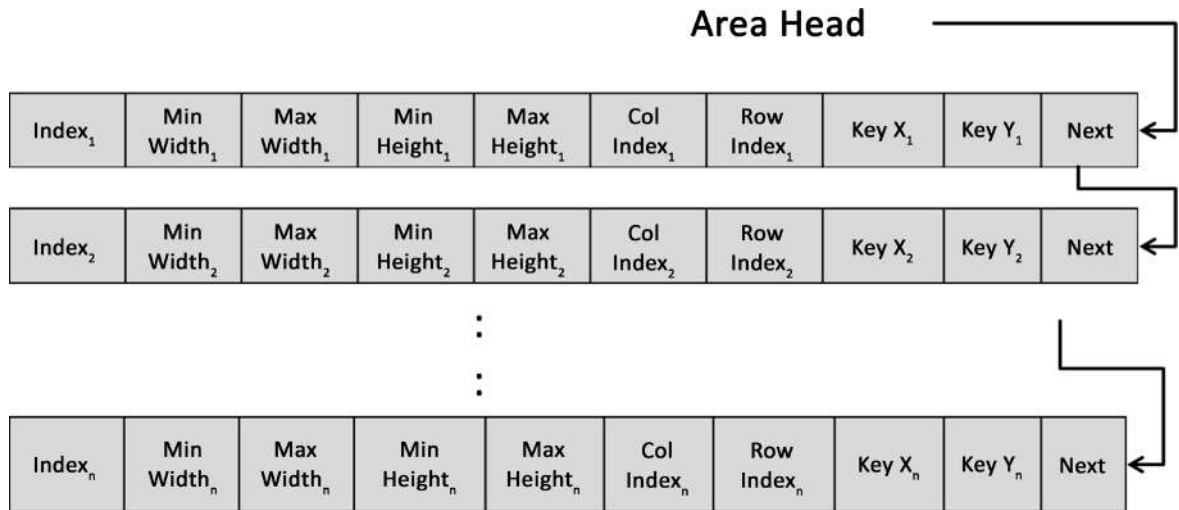 Area Head
Index₁ Min Width₁ Max Width₁ Min Height₁ Max Height₁ Col Index₁ Row Index₁ Key X₁ Key Y₁ Next
Index₂ Min Width₂ Max Width₂ Min Height₂ Max Height₂ Col Index₂ Row Index₂ Key X₂ Key Y₂ Next
:
:
Indexₙ Min Widthₙ Max Widthₙ Min Heightₙ Max Heightₙ Col Indexₙ Row Indexₙ Key Xₙ Key Yₙ Next